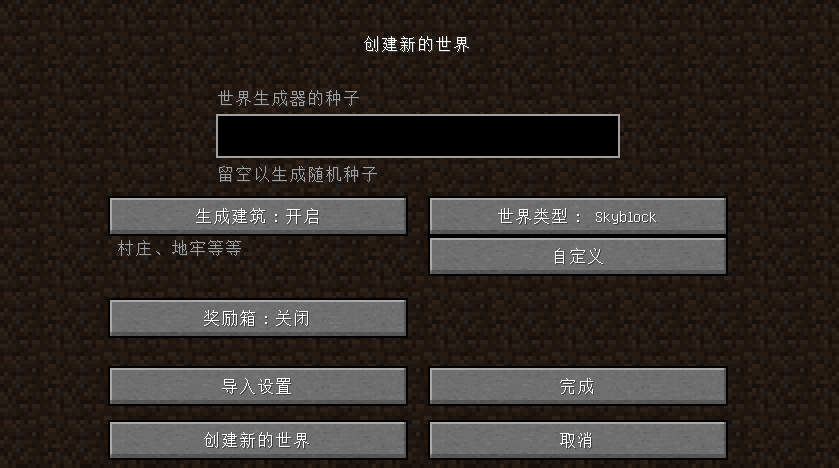 创建新的世界
世界生成器的种子
留空以生成随机种子
生成建筑：开启
世界类型： Skyblock
村庄、地牢等等
自定义
奖励箱：关闭
导入设置
完成
创建新的世界
取消